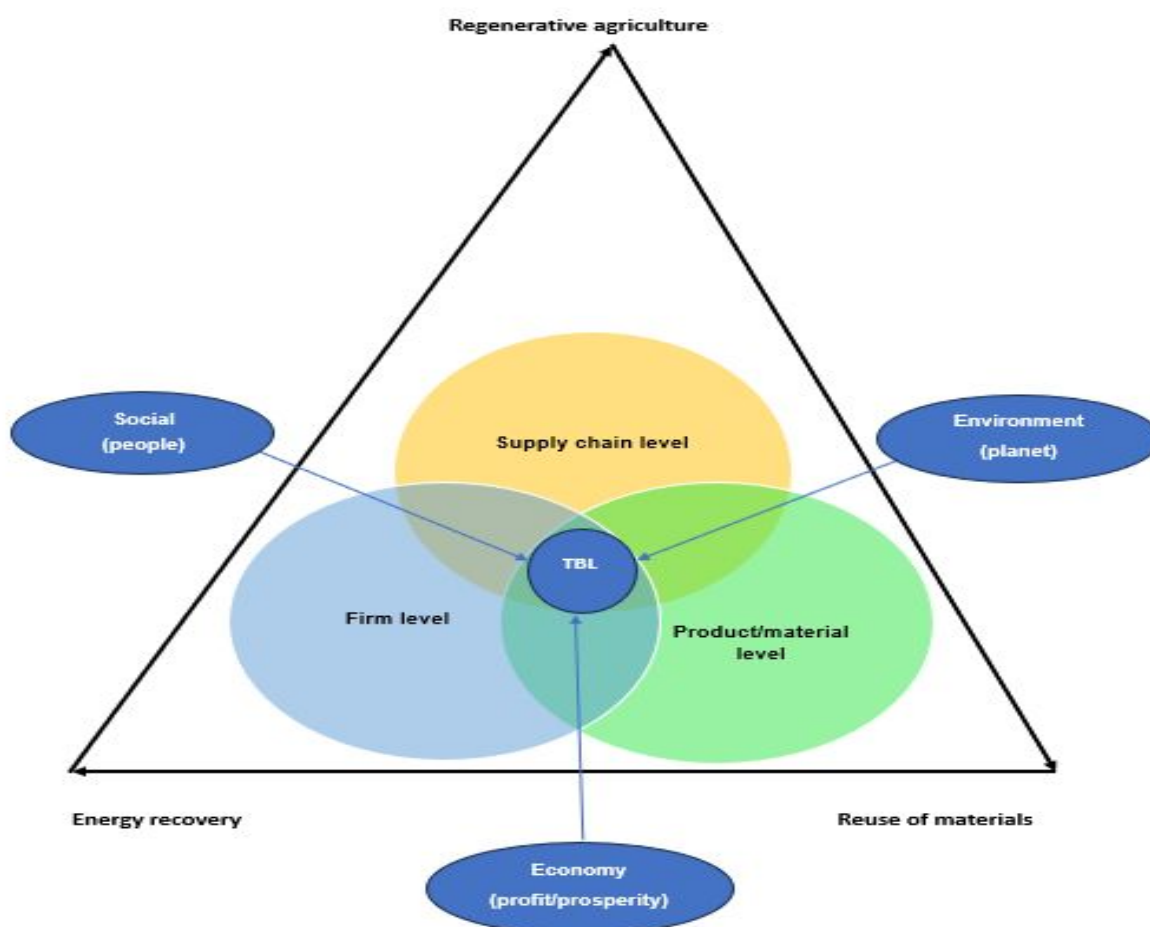 Regenerative agriculture
Social
(people)
Environment
(planet)
Supply chain level
TBL
Firm level
Product/material
level
Energy recovery
Reuse of materials
Economy
(profit/prosperity)